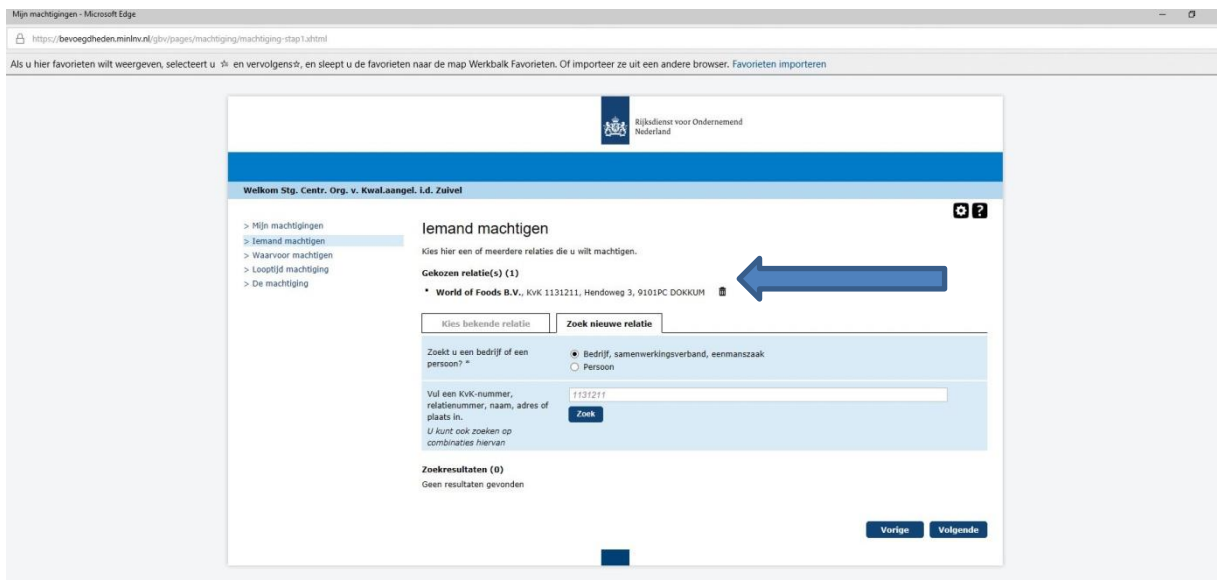 Mijn machtigingen - Microsoft Edge
https://bevoegdheden.minlnv.nl/gbv/pages/machtiging/machtiging-stap1.xhtml
Als u hier favorieten wilt weergeven, selecteert u ☆ en vervolgens☆, en sleept u de favorieten naar de map Werkbalk Favorieten. Of importeer ze uit een andere browser. Favorieten importeren
Rijksdienst voor Ondernemend
Nederland
Welkom Stg. Centr. Org. v. Kwal.aangel. i.d. Zuivel
> Mijn machtigingen
> Iemand machtigen
> Waarvoor machtigen
> Looptijd machtiging
> De machtiging
Iemand machtigen
Kies hier een of meerdere relaties die u wilt machtigen.
Gekozen relatie(s) (1)
• World of Foods B.V., KvK 1131211, Hendoweg 3, 9101PC DOKKUM
Kies bekende relatie
Zoek nieuwe relatie
Zoekt u een bedrijf of een
persoon? *
Bedrijf, samenwerkingsverband, eenmanszaak
Persoon
Vul een KvK-nummer,
relatienummer, naam, adres of
plaats in.
U kunt ook zoeken op
combinaties hiervan
1131211
Zoek
Zoekresultaten (0)
Geen resultaten gevonden
Vorige
Volgende